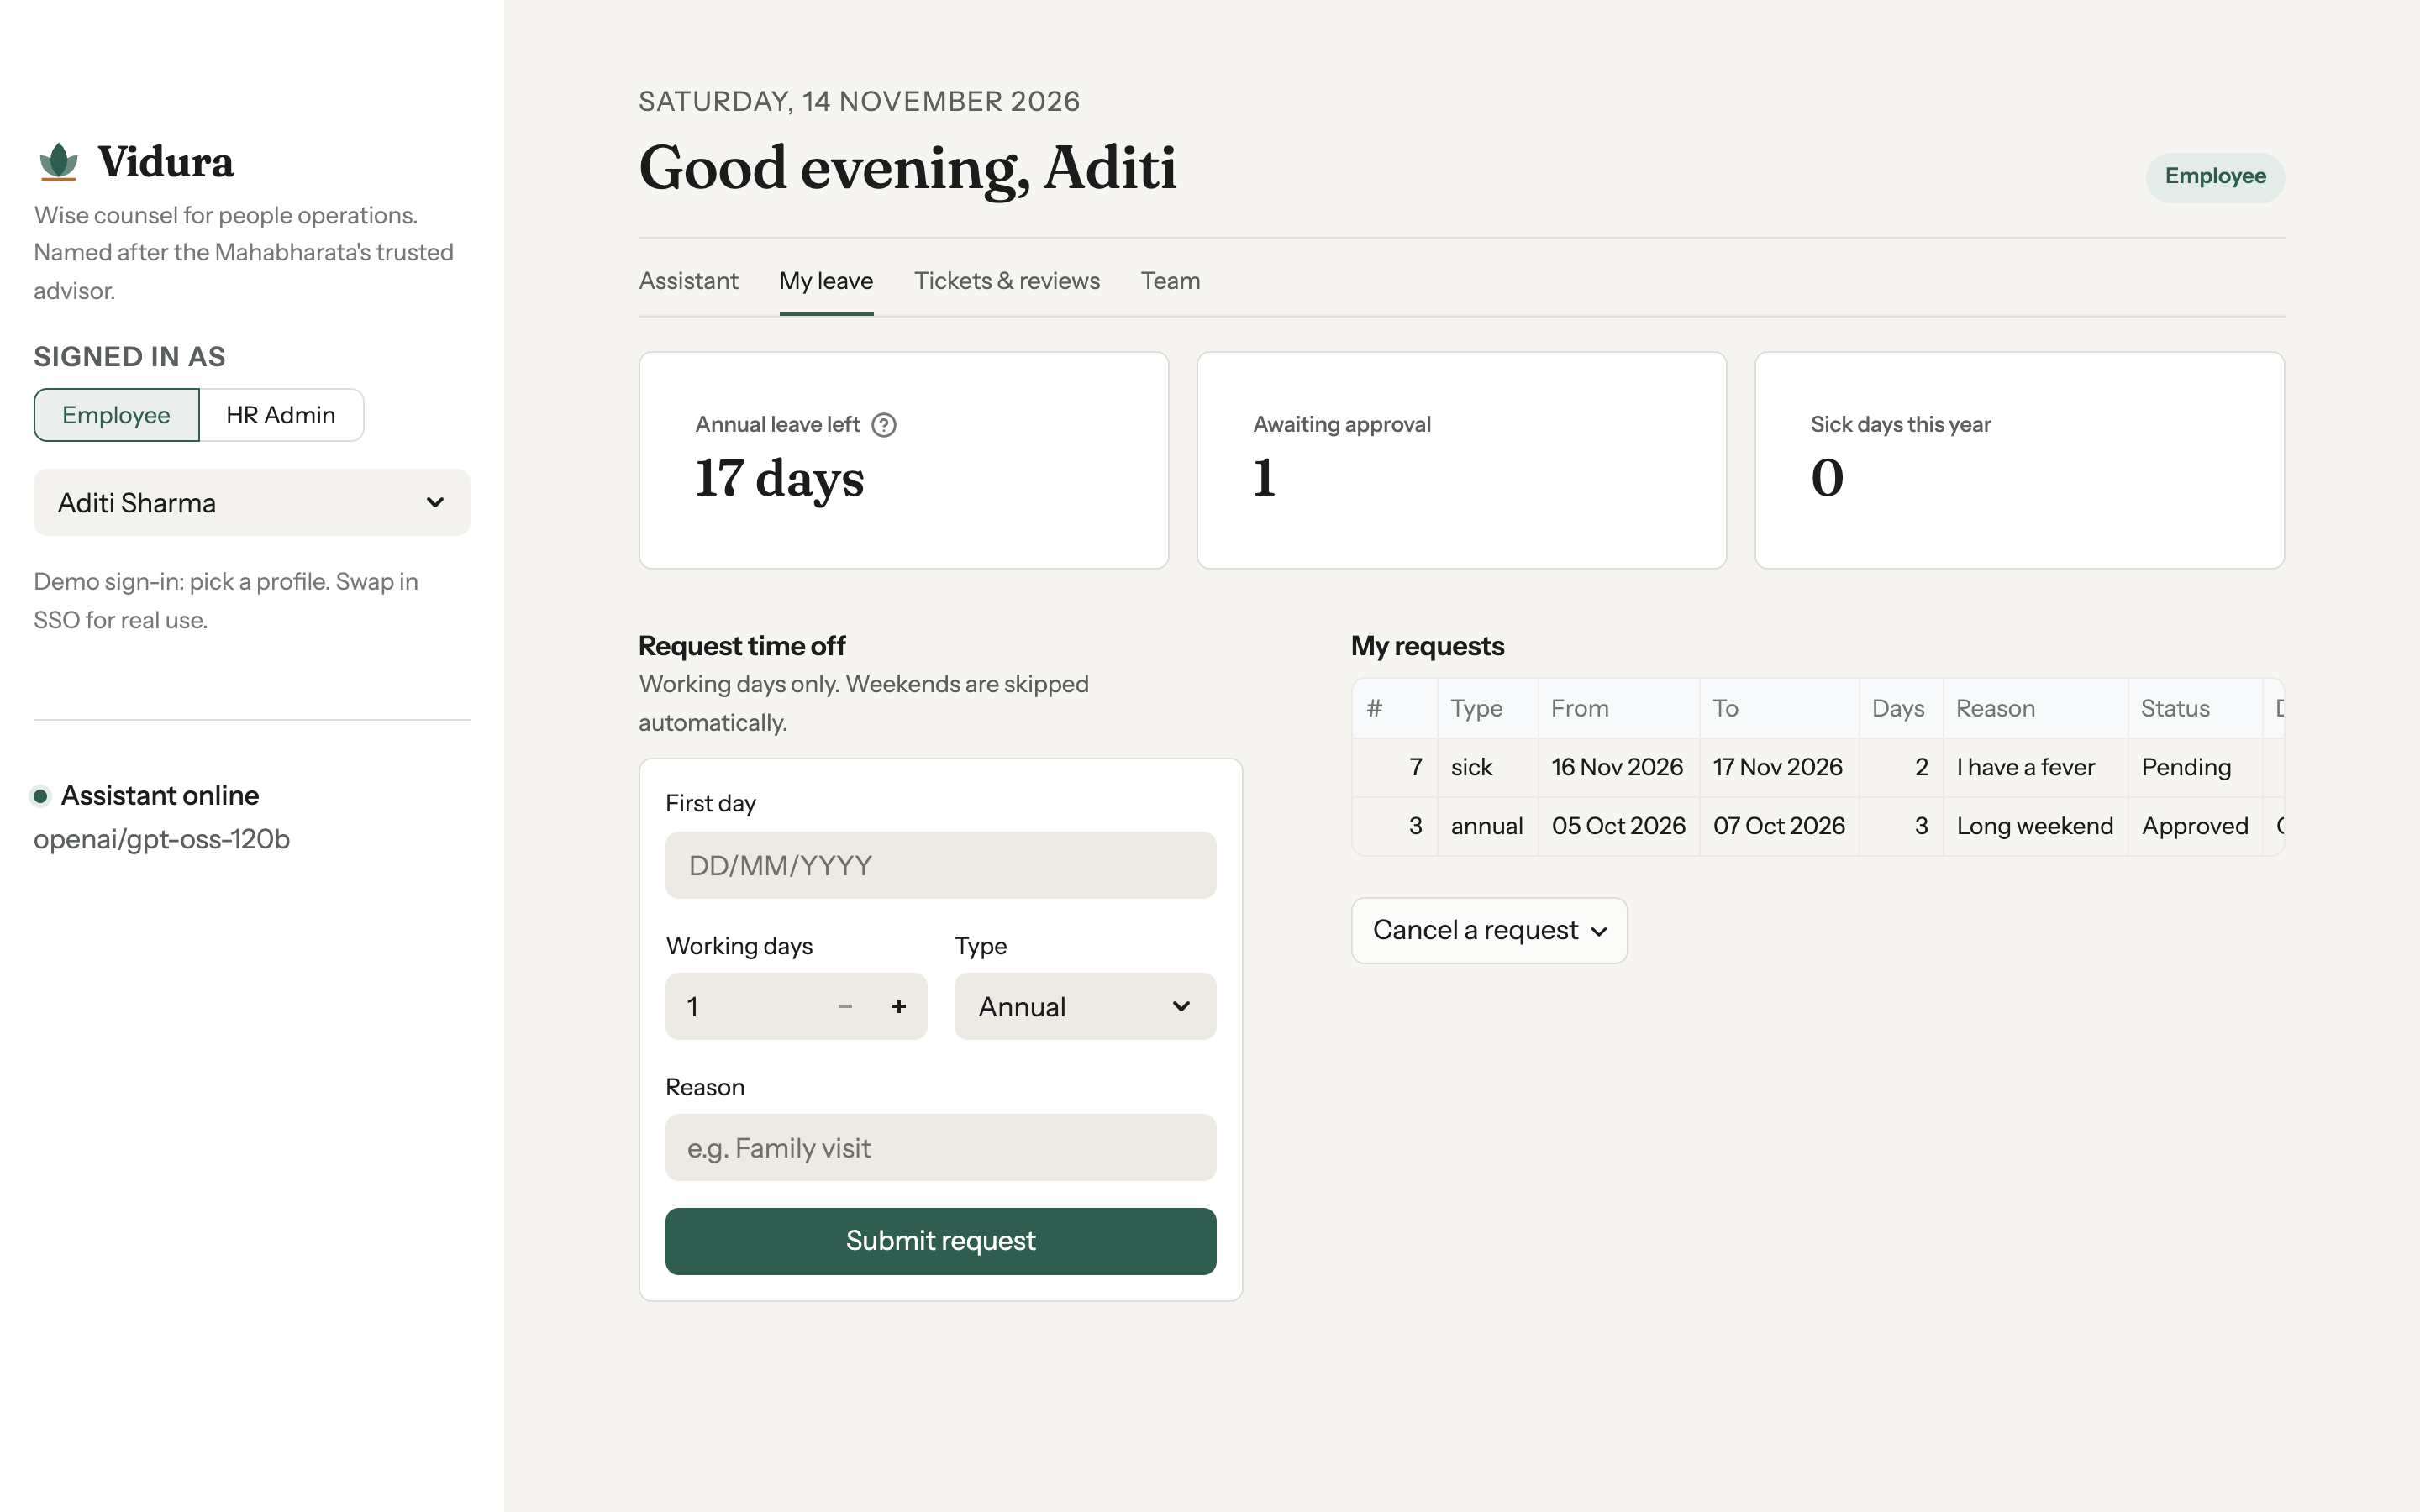 Vidura
Wise counsel for people operations.
Named after the Mahabharata's trusted
advisor.
SIGNED IN AS
Employee
HR Admin
Aditi Sharma
Demo sign-in: pick a profile. Swap in
SSO for real use.
Assistant online
openai/gpt-oss-120b
SATURDAY, 14 NOVEMBER 2026
Good evening, Aditi
Employee
Assistant My leave Tickets & reviews Team
Annual leave left ?
17 days
Awaiting approval
1
Sick days this year
0
Request time off
Working days only. Weekends are skipped
automatically.
First day
DD/MM/YYYY
Working days Type
1 − + Annual
Reason
e.g. Family visit
Submit request
My requests
# Type From To Days Reason Status
7 sick 16 Nov 2026 17 Nov 2026 2 I have a fever Pending
3 annual 05 Oct 2026 07 Oct 2026 3 Long weekend Approved
Cancel a request